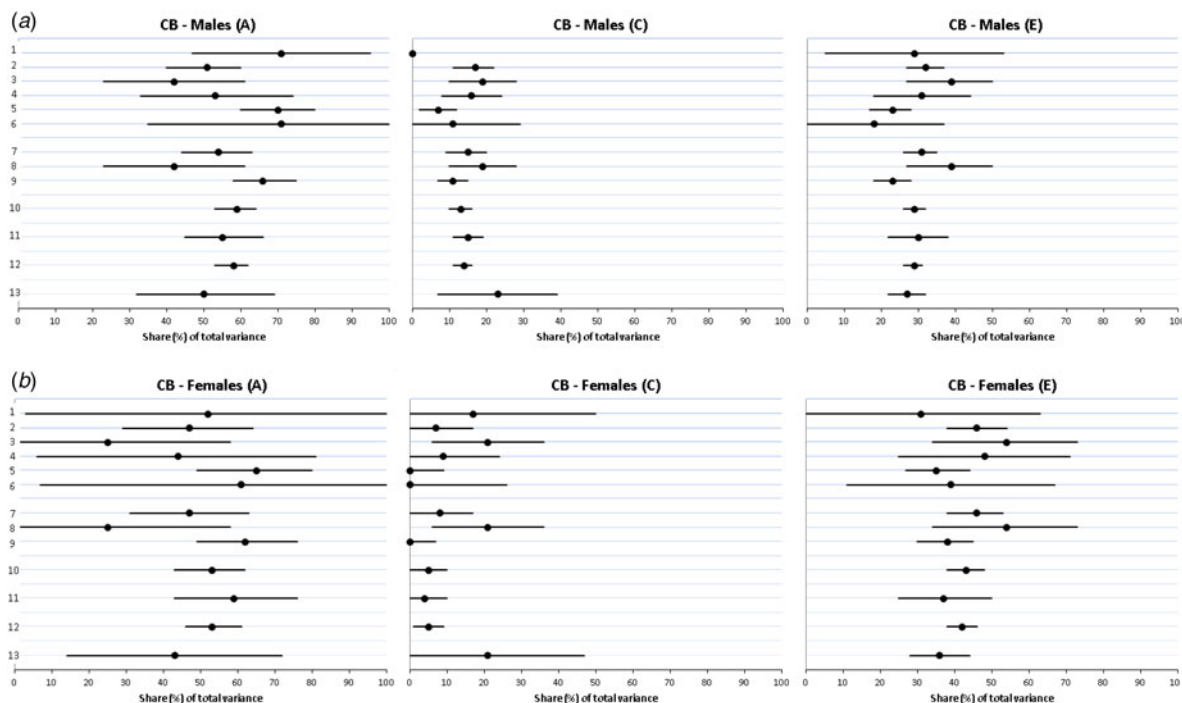 (a)
CB - Males (A)
CB - Males (C)
CB - Males (E)
1
2
3
4
5
6
7
8
9
10
11
12
13
0 10 20 30 40 50 60 70 80 90 100
0 10 20 30 40 50 60 70 80 90 100
0 10 20 30 40 50 60 70 80 90 100
Share (%) of total variance
Share (%) of total variance
Share (%) of total variance
(b)
CB - Females (A)
CB - Females (C)
CB - Females (E)
1
2
3
4
5
6
7
8
9
10
11
12
13
0 10 20 30 40 50 60 70 80 90 100
0 10 20 30 40 50 60 70 80 90 100
0 10 20 30 40 50 60 70 80 90 100
Share (%) of total variance
Share (%) of total variance
Share (%) of total variance